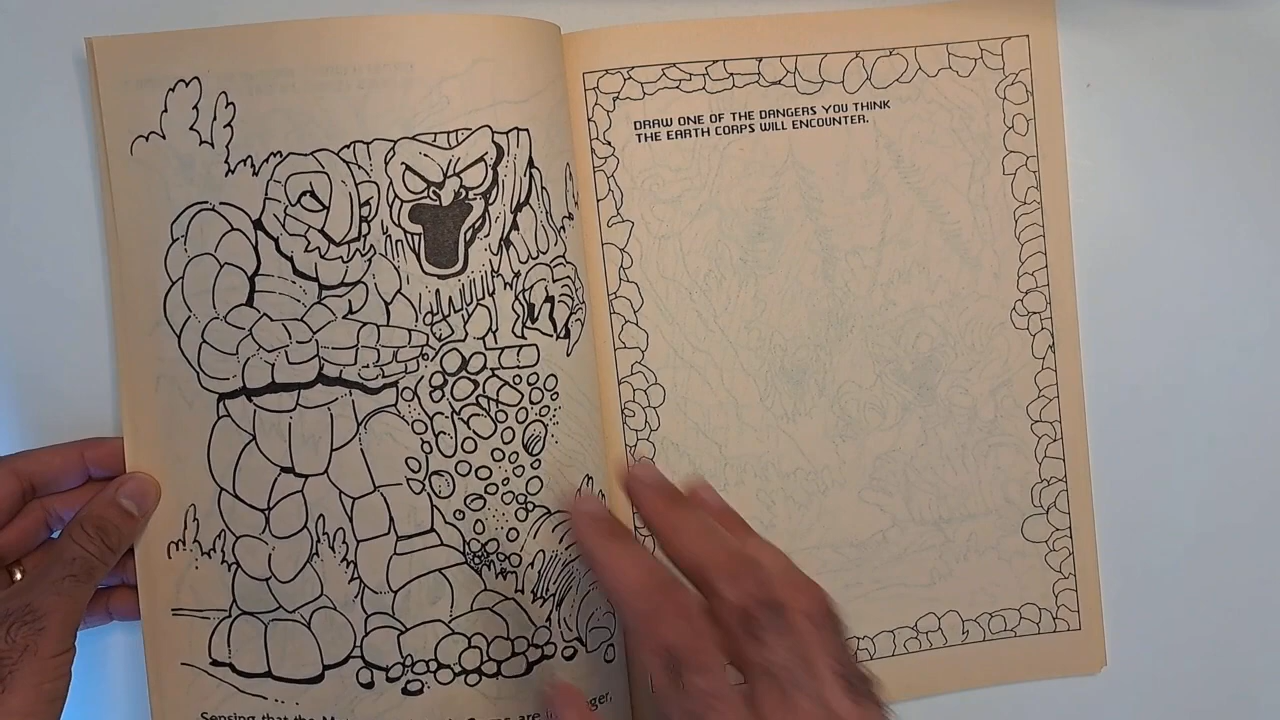 DRAW ONE OF THE DANGERS YOU THINK
THE EARTH CORPS WILL ENCOUNTER.
Sensing that the